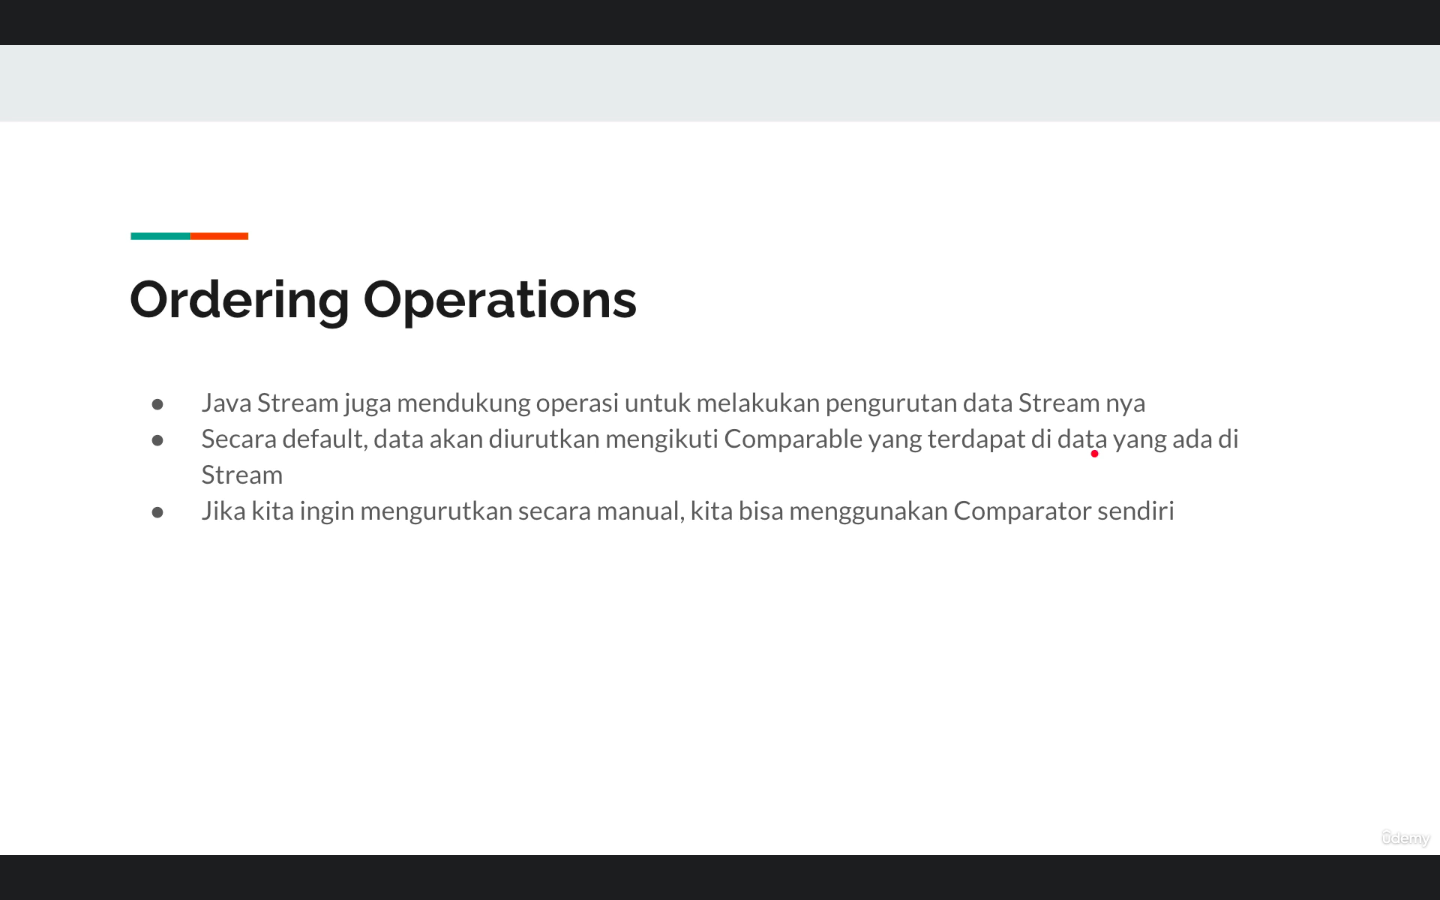 Ordering Operations
● Java Stream juga mendukung operasi untuk melakukan pengurutan data Stream nya
● Secara default, data akan diurutkan mengikuti Comparable yang terdapat di data yang ada di
Stream
● Jika kita ingin mengurutkan secara manual, kita bisa menggunakan Comparator sendiri
ûdemy